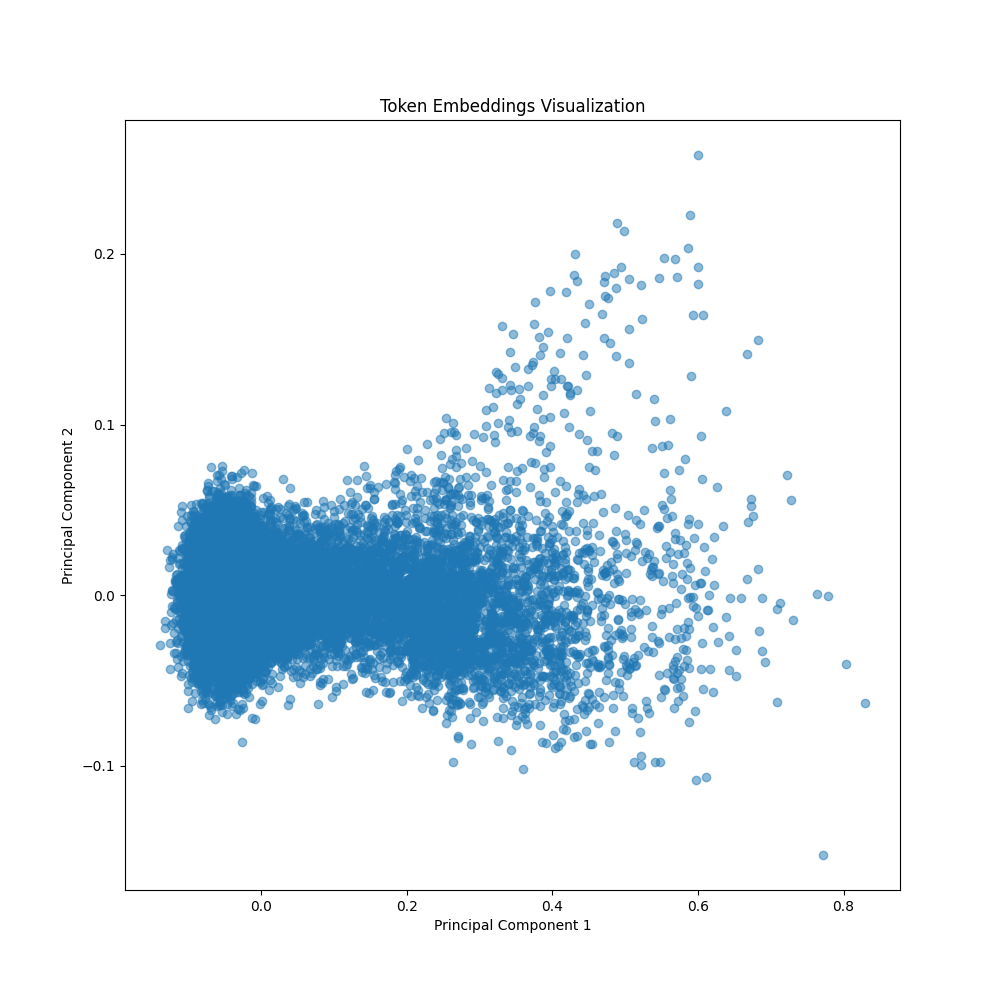 Token Embeddings Visualization
Principal Component 2
0.2
0.1
0.0
−0.1
0.0 0.2 0.4 0.6 0.8
Principal Component 1